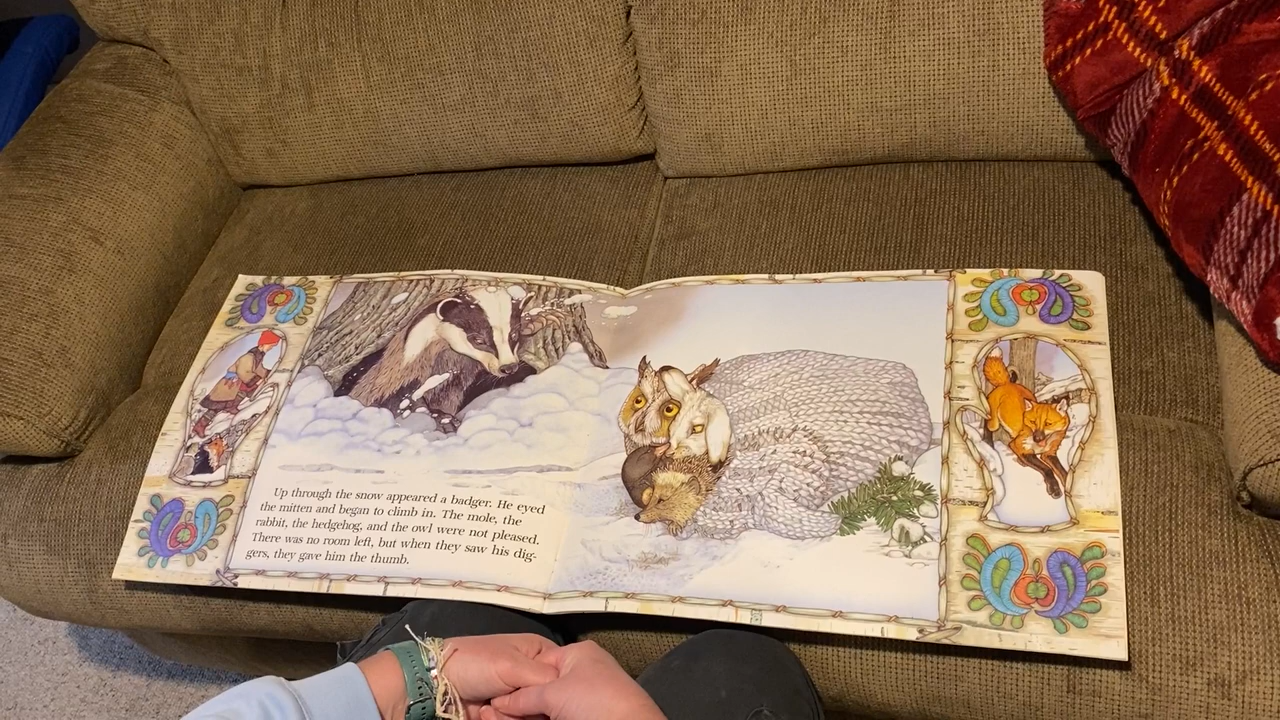 Up through the snow appeared a badger. He eyed
the mitten and began to climb in. The mole, the
rabbit, the hedgehog, and the owl were not pleased.
There was no room left, but when they saw his dig-
gers, they gave him the thumb.